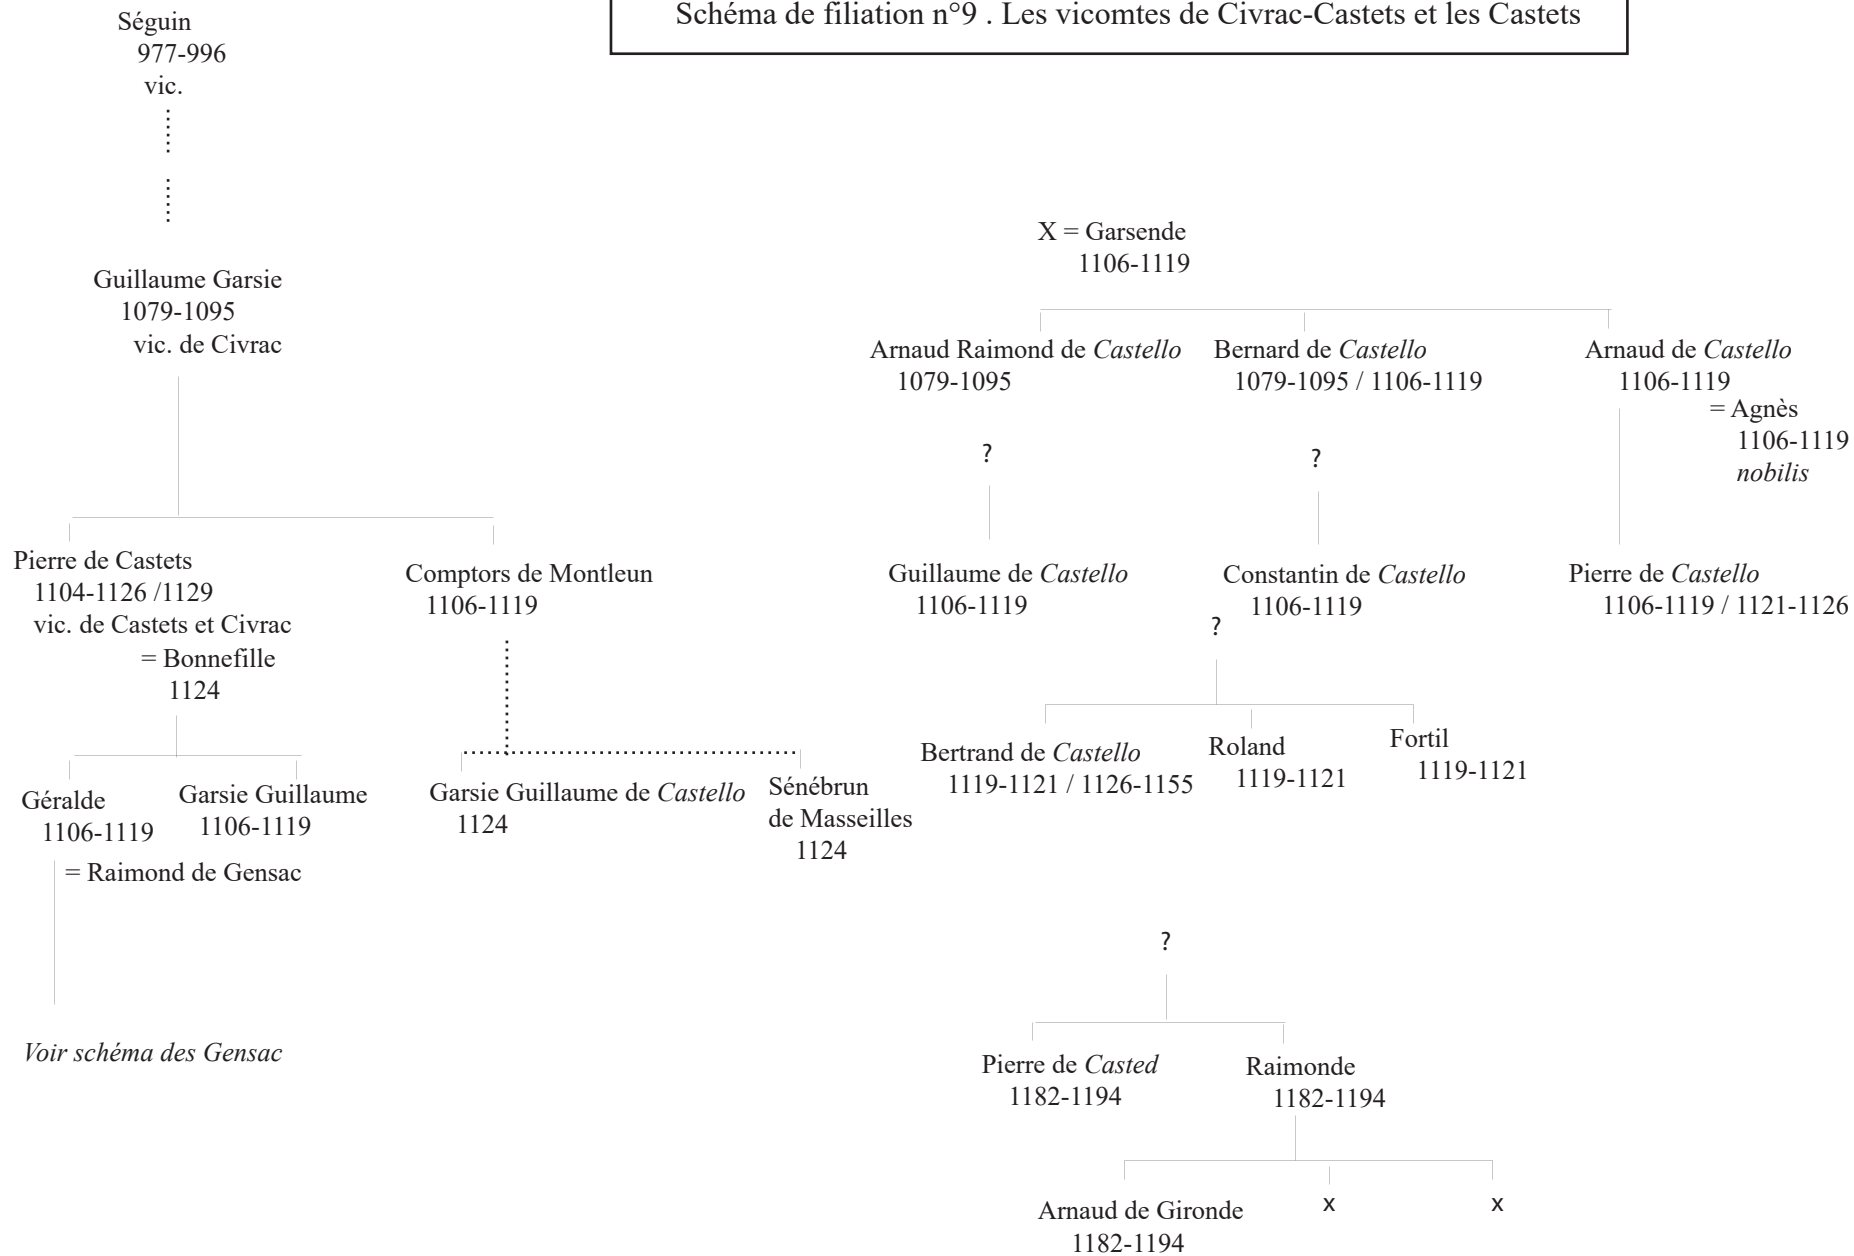 Schéma de filiation n°9 . Les vicomtes de Civrac-Castets et les Castets
Séguin
977-996
vic.
Guillaume Garsie
1079-1095
vic. de Civrac
Pierre de Castets
1104-1126 /1129
vic. de Castets et Civrac
= Bonnefille
1124
Comptors de Montleun
1106-1119
Géralde
1106-1119
= Raimond de Gensac
Garsie Guillaume
1106-1119
Voir schéma des Gensac
Garsie Guillaume de Castello
1124
Sénébrun
de Masseilles
1124
X = Garsende
1106-1119
Arnaud Raimond de Castello
1079-1095
Bernard de Castello
1079-1095 / 1106-1119
Arnaud de Castello
1106-1119
= Agnès
1106-1119
nobilis
?
?
Guillaume de Castello
1106-1119
Constantin de Castello
1106-1119
Pierre de Castello
1106-1119 / 1121-1126
?
Bertrand de Castello
1119-1121 / 1126-1155
Roland
1119-1121
Fortil
1119-1121
?
Pierre de Casted
1182-1194
Raimonde
1182-1194
Arnaud de Gironde
1182-1194
x
x